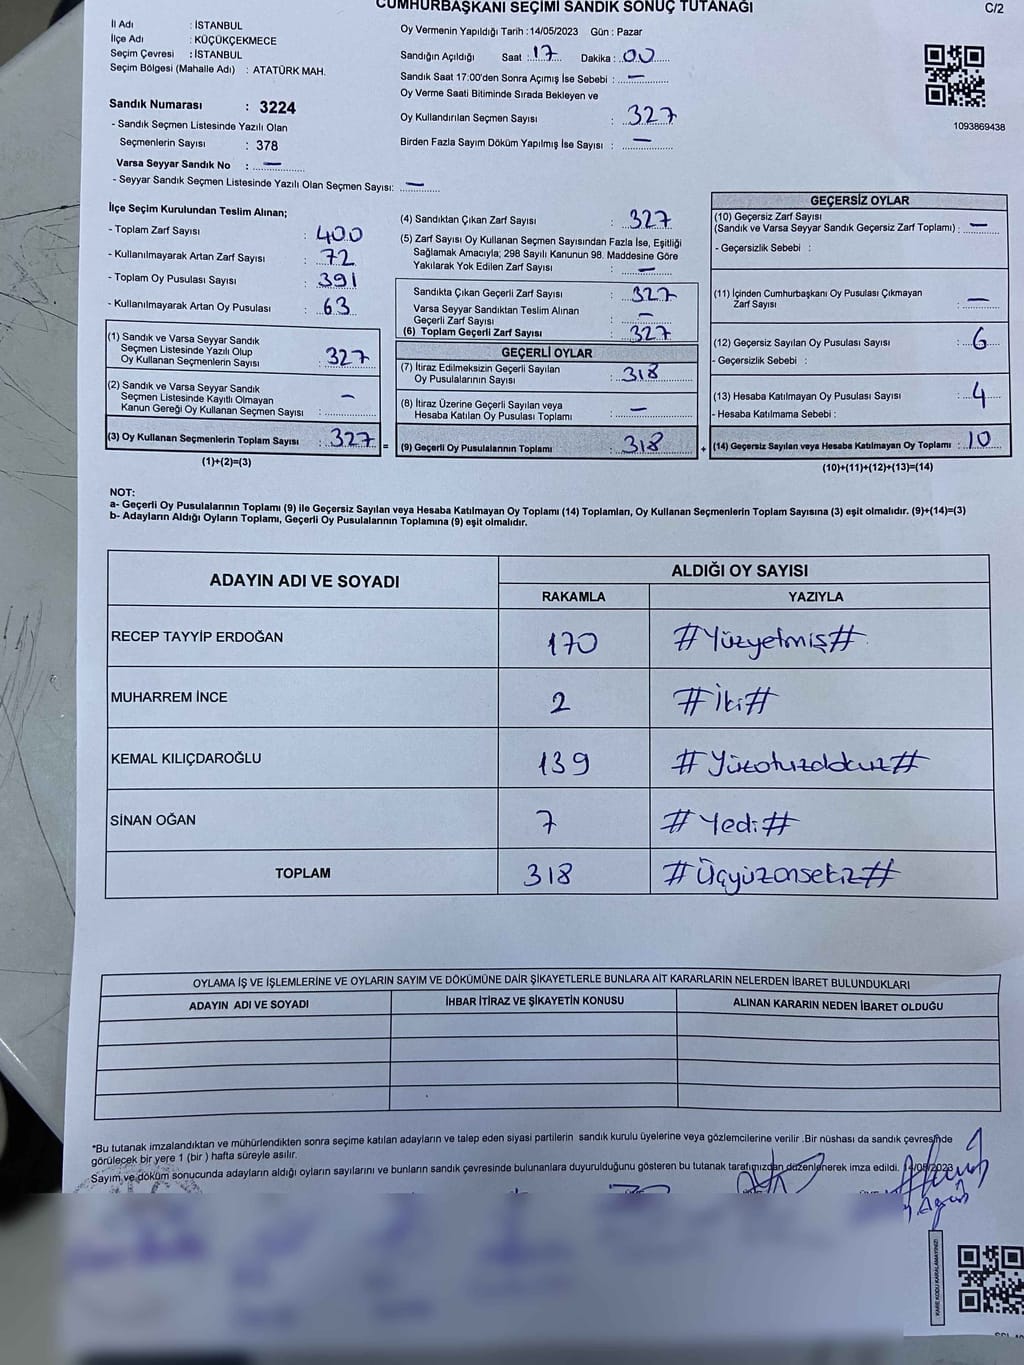 CUMHURBAŞKANI SEÇİMİ SANDIK SONUÇ TUTANAĞI
C/2
İl Adı : İSTANBUL
İlçe Adı : KÜÇÜKÇEKMECE
Seçim Çevresi : İSTANBUL
Seçim Bölgesi (Mahalle Adı) : ATATÜRK MAH.
Sandık Numarası : 3224
- Sandık Seçmen Listesinde Yazılı Olan
Seçmenlerin Sayısı : 378
Varsa Seyyar Sandık No : —
- Seyyar Sandık Seçmen Listesinde Yazılı Olan Seçmen Sayısı: —
Oy Vermenin Yapıldığı Tarih : 14/05/2023 Gün : Pazar
Sandığın Açıldığı Saat : 17 Dakika : 00
Sandık Saat 17.00'den Sonra Açımış İse Sebebi : —
Oy Verme Saati Bitiminde Sırada Bekleyen ve
Oy Kullandırılan Seçmen Sayısı : 327
Birden Fazla Sayım Döküm Yapılmış İse Sayısı : —
1093869438
İlçe Seçim Kurulundan Teslim Alınan;
- Toplam Zarf Sayısı : 400
- Kullanılmayarak Artan Zarf Sayısı : 72
- Toplam Oy Pusulası Sayısı : 391
- Kullanılmayarak Artan Oy Pusulası : 63
(1) Sandık ve Varsa Seyyar Sandık
Seçmen Listesinde Yazılı Olup
Oy Kullanan Seçmenlerin Sayısı : 327
(2) Sandık ve Varsa Seyyar Sandık
Seçmen Listesinde Kayıtlı Olmayan
Kanun Gereği Oy Kullanan Seçmen Sayısı : —
(3) Oy Kullanan Seçmenlerin Toplam Sayısı : 327 =
(1)+(2)=(3)
(4) Sandıktan Çıkan Zarf Sayısı : 327
(5) Zarf Sayısı Oy Kullanan Seçmen Sayısından Fazla İse, Eşitliği
Sağlamak Amacıyla; 298 Sayılı Kanunun 98. Maddesine Göre
Yakılarak Yok Edilen Zarf Sayısı : —
Sandıkta Çıkan Geçerli Zarf Sayısı : 327
Varsa Seyyar Sandıktan Teslim Alınan
Geçerli Zarf Sayısı : —
(6) Toplam Geçerli Zarf Sayısı : 327
GEÇERLİ OYLAR
(7) İtiraz Edilmeksizin Geçerli Sayılan
Oy Pusulalarının Sayısı : 318
(8) İtiraz Üzerine Geçerli Sayılan veya
Hesaba Katılan Oy Pusulası Toplamı : —
(9) Geçerli Oy Pusulalarının Toplamı : 318 +
GEÇERSİZ OYLAR
(10) Geçersiz Zarf Sayısı
(Sandık ve Varsa Seyyar Sandık Geçersiz Zarf Toplamı) : —
- Geçersizlik Sebebi :
(11) İçinden Cumhurbaşkanı Oy Pusulası Çıkmayan
Zarf Sayısı : —
(12) Geçersiz Sayılan Oy Pusulası Sayısı : 6
- Geçersizlik Sebebi :
(13) Hesaba Katılmayan Oy Pusulası Sayısı : 4
- Hesaba Katılmama Sebebi :
(14) Geçersiz Sayılan veya Hesaba Katılmayan Oy Toplamı : 10
(10)+(11)+(12)+(13)=(14)
NOT:
a- Geçerli Oy Pusulalarının Toplamı (9) ile Geçersiz Sayılan veya Hesaba Katılmayan Oy Toplamı (14) Toplamları, Oy Kullanan Seçmenlerin Toplam Sayısına (3) eşit olmalıdır. (9)+(14)=(3)
b- Adayların Aldığı Oyların Toplamı, Geçerli Oy Pusulalarının Toplamına (9) eşit olmalıdır.
ADAYIN ADI VE SOYADI ALDIĞI OY SAYISI
RAKAMLA YAZIYLA
RECEP TAYYİP ERDOĞAN 170 #Yüzyetmiş#
MUHARREM İNCE 2 #İki#
KEMAL KILIÇDAROĞLU 139 #Yüzotuzdokuz#
SİNAN OĞAN 7 #Yedi#
TOPLAM 318 #Üçyüzonsekiz#
OYLAMA İŞ VE İŞLEMLERİNE VE OYLARIN SAYIM VE DÖKÜMÜNE DAİR ŞİKAYETLERLE BUNLARA AİT KARARLARIN NELERDEN İBARET BULUNDUKLARI
ADAYIN ADI VE SOYADI İHBAR İTİRAZ VE ŞİKAYETİN KONUSU ALINAN KARARIN NEDEN İBARET OLDUĞU
*Bu tutanak imzalandıktan ve mühürlendikten sonra seçime katılan adayların ve talep eden siyasi partilerin sandık kurulu üyelerine veya gözlemcilerine verilir .Bir nüshası da sandık çevresinde
görülecek bir yere 1 (bir ) hafta süreyle asılır.
Sayım ve döküm sonucunda adayların aldığı oyların sayılarını ve bunların sandık çevresinde bulunanlara duyurulduğunu gösteren bu tutanak tarafımızdan düzenlenerek imza edildi. 14/05/2023
KARE KODU KARALAMAYINIZ!